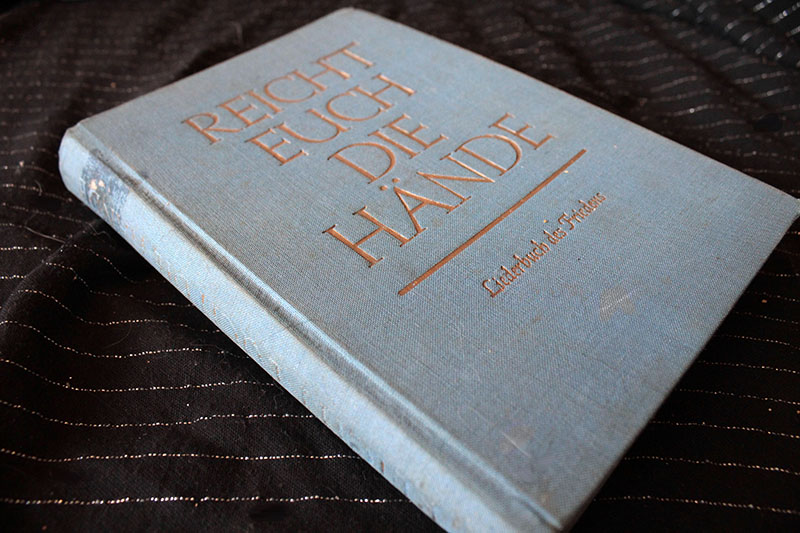 REICHT
EUCH
DIE
HÄNDE
Liederbuch des Friedens